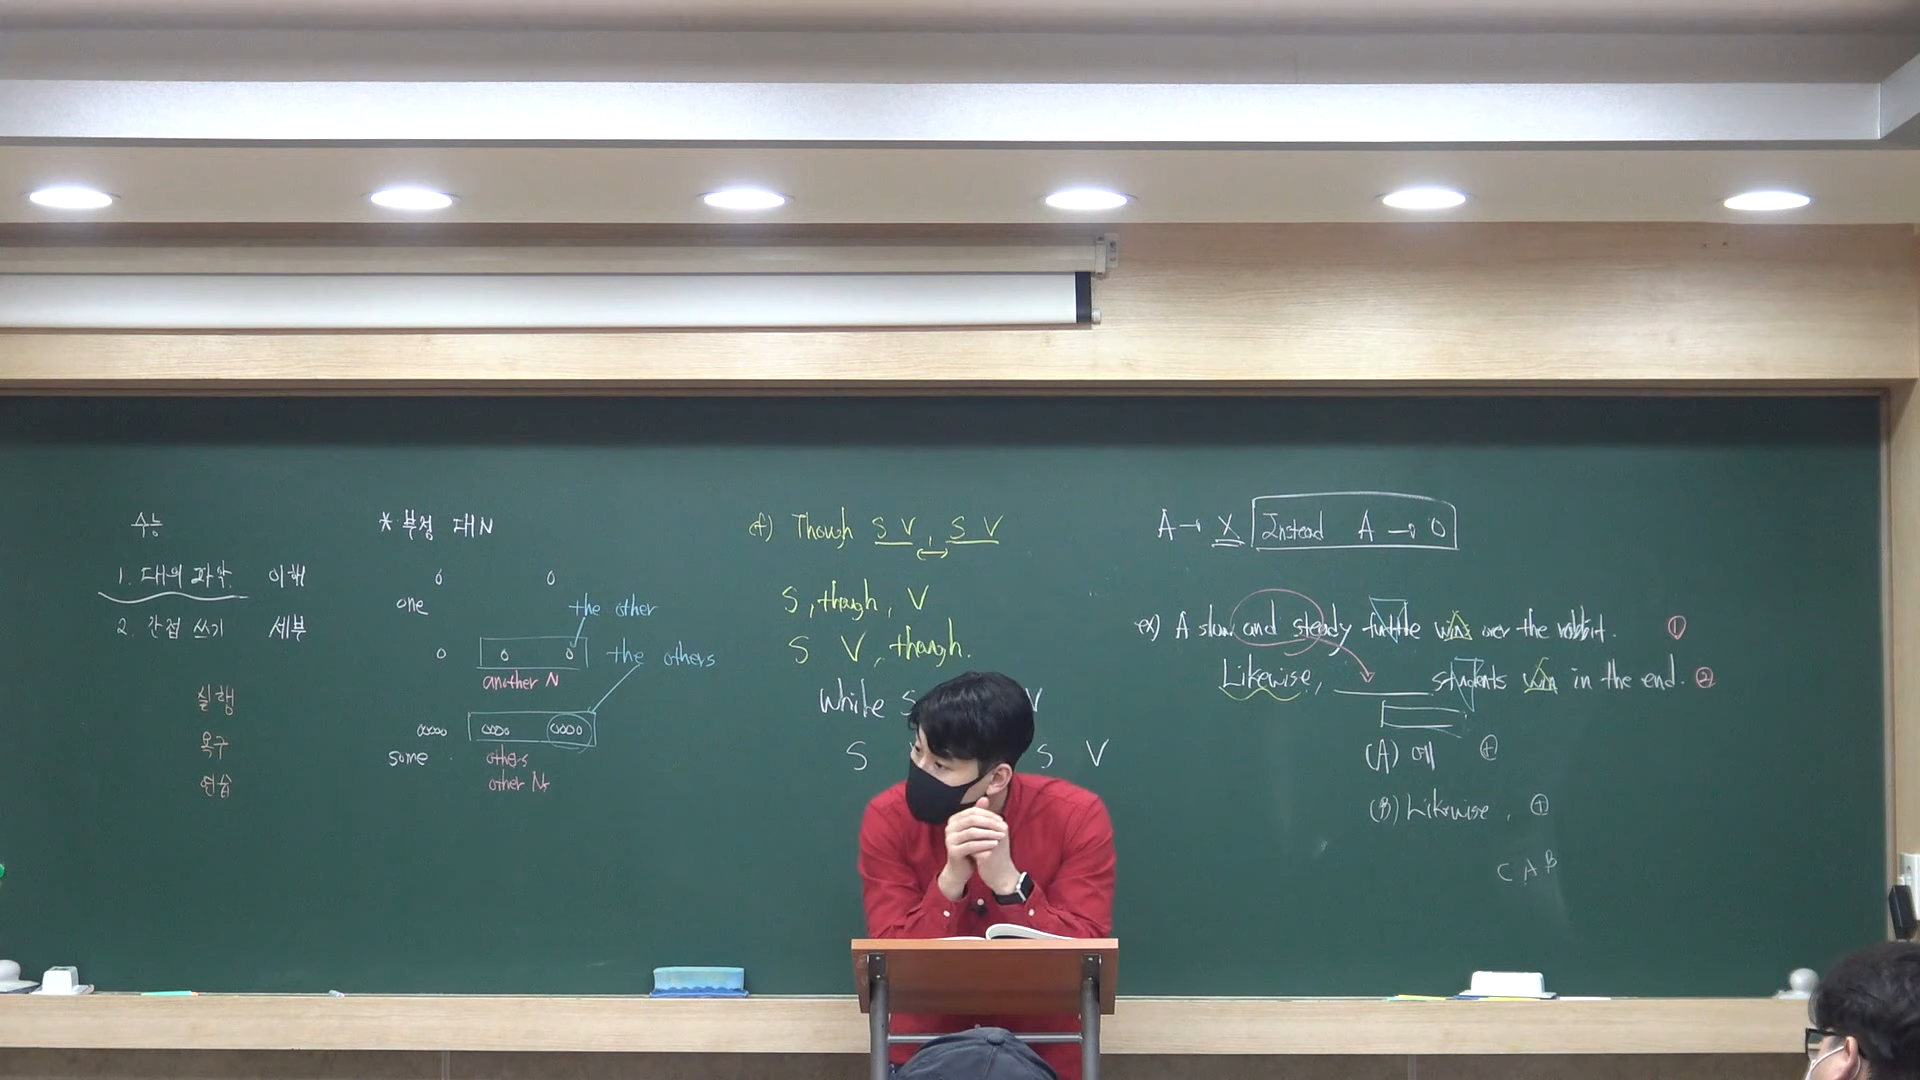 수능
1. 대의 파악 이해
2. 간접 쓰기 세부
실행
욕구
연습
* 부정 대N
one
the other
the others
another N
some
others
other Ns
cf) Though S V, S V
S, though, V
S V, though.
While S V
S S V
A → X Instead A → O
ex) A slow and steady turtle wins over the rabbit. ①
Likewise, students win in the end. ②
(A) all +
(B) Likewise, +
C A B